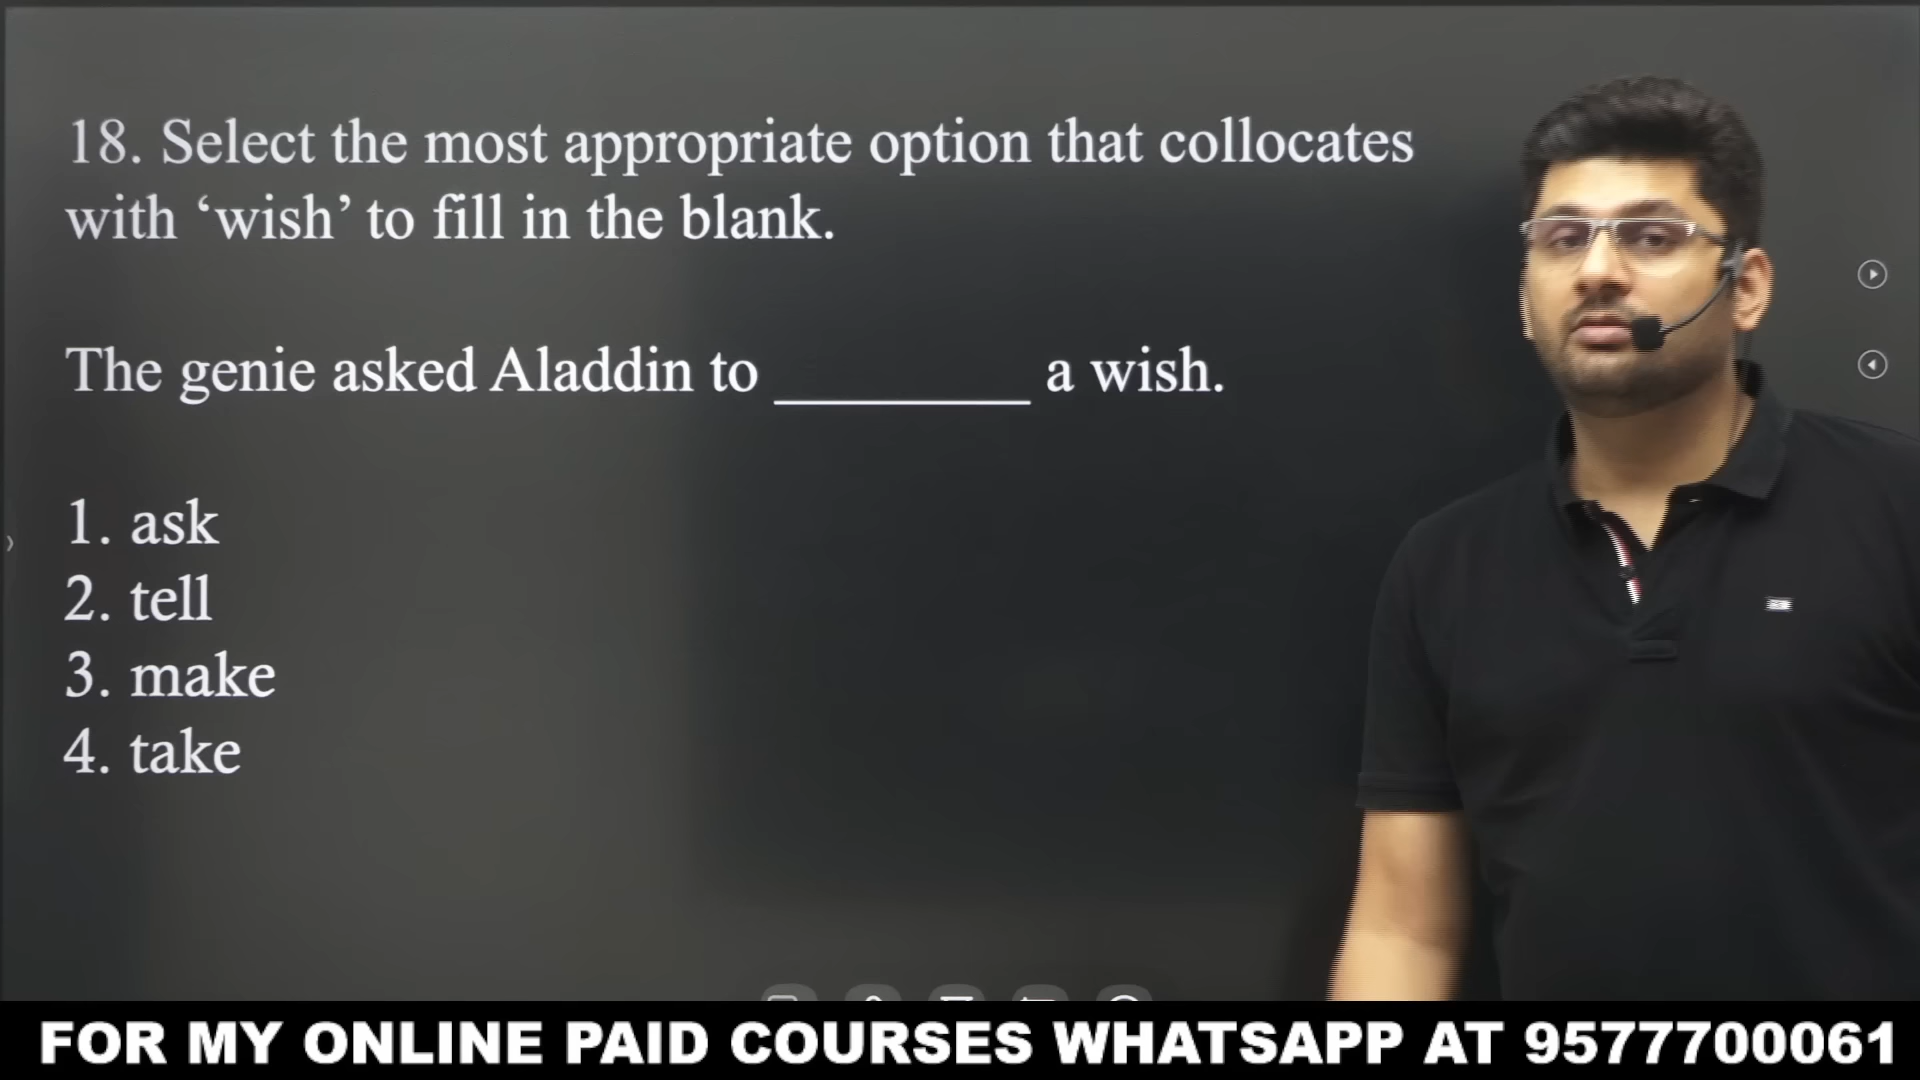 18. Select the most appropriate option that collocates
with ‘wish’ to fill in the blank.
The genie asked Aladdin to ________ a wish.
1. ask
2. tell
3. make
4. take
FOR MY ONLINE PAID COURSES WHATSAPP AT 9577700061